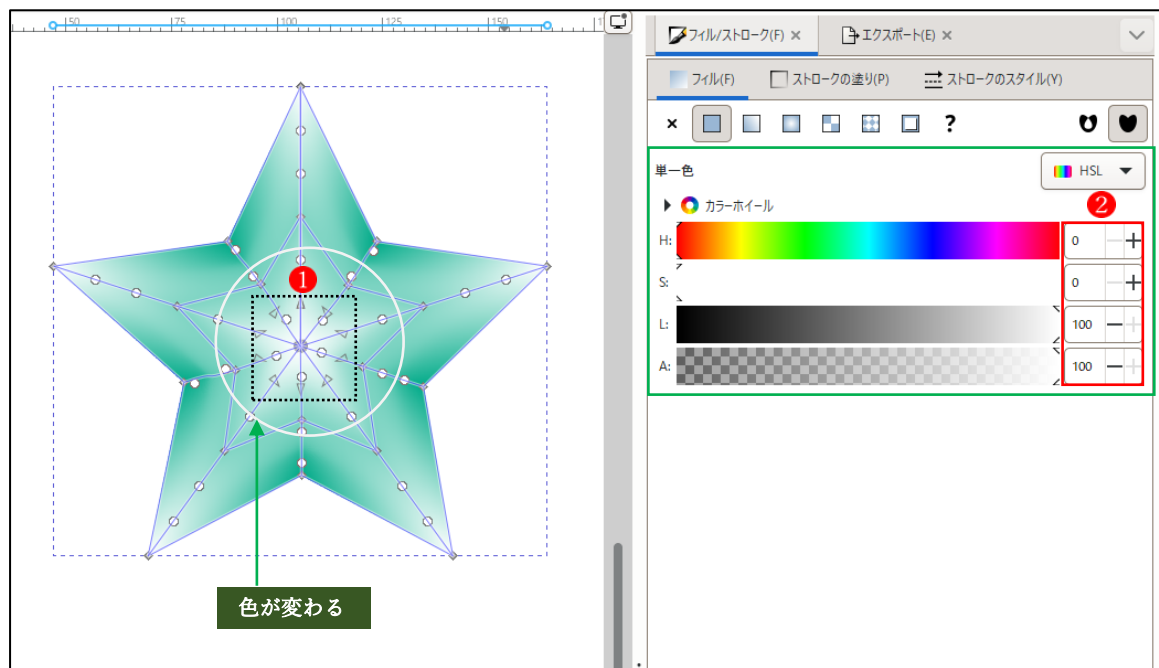 50 75 100 125 150 1
フィル/ストローク(F) × エクスポート(E) ×
フィル(F) ストロークの塗り(P) ストロークのスタイル(Y)
× ?
単一色 HSL
2
カラーホイール
H: 0 − +
S: 0 − +
L: 100 − +
A: 100 − +
1
色が変わる